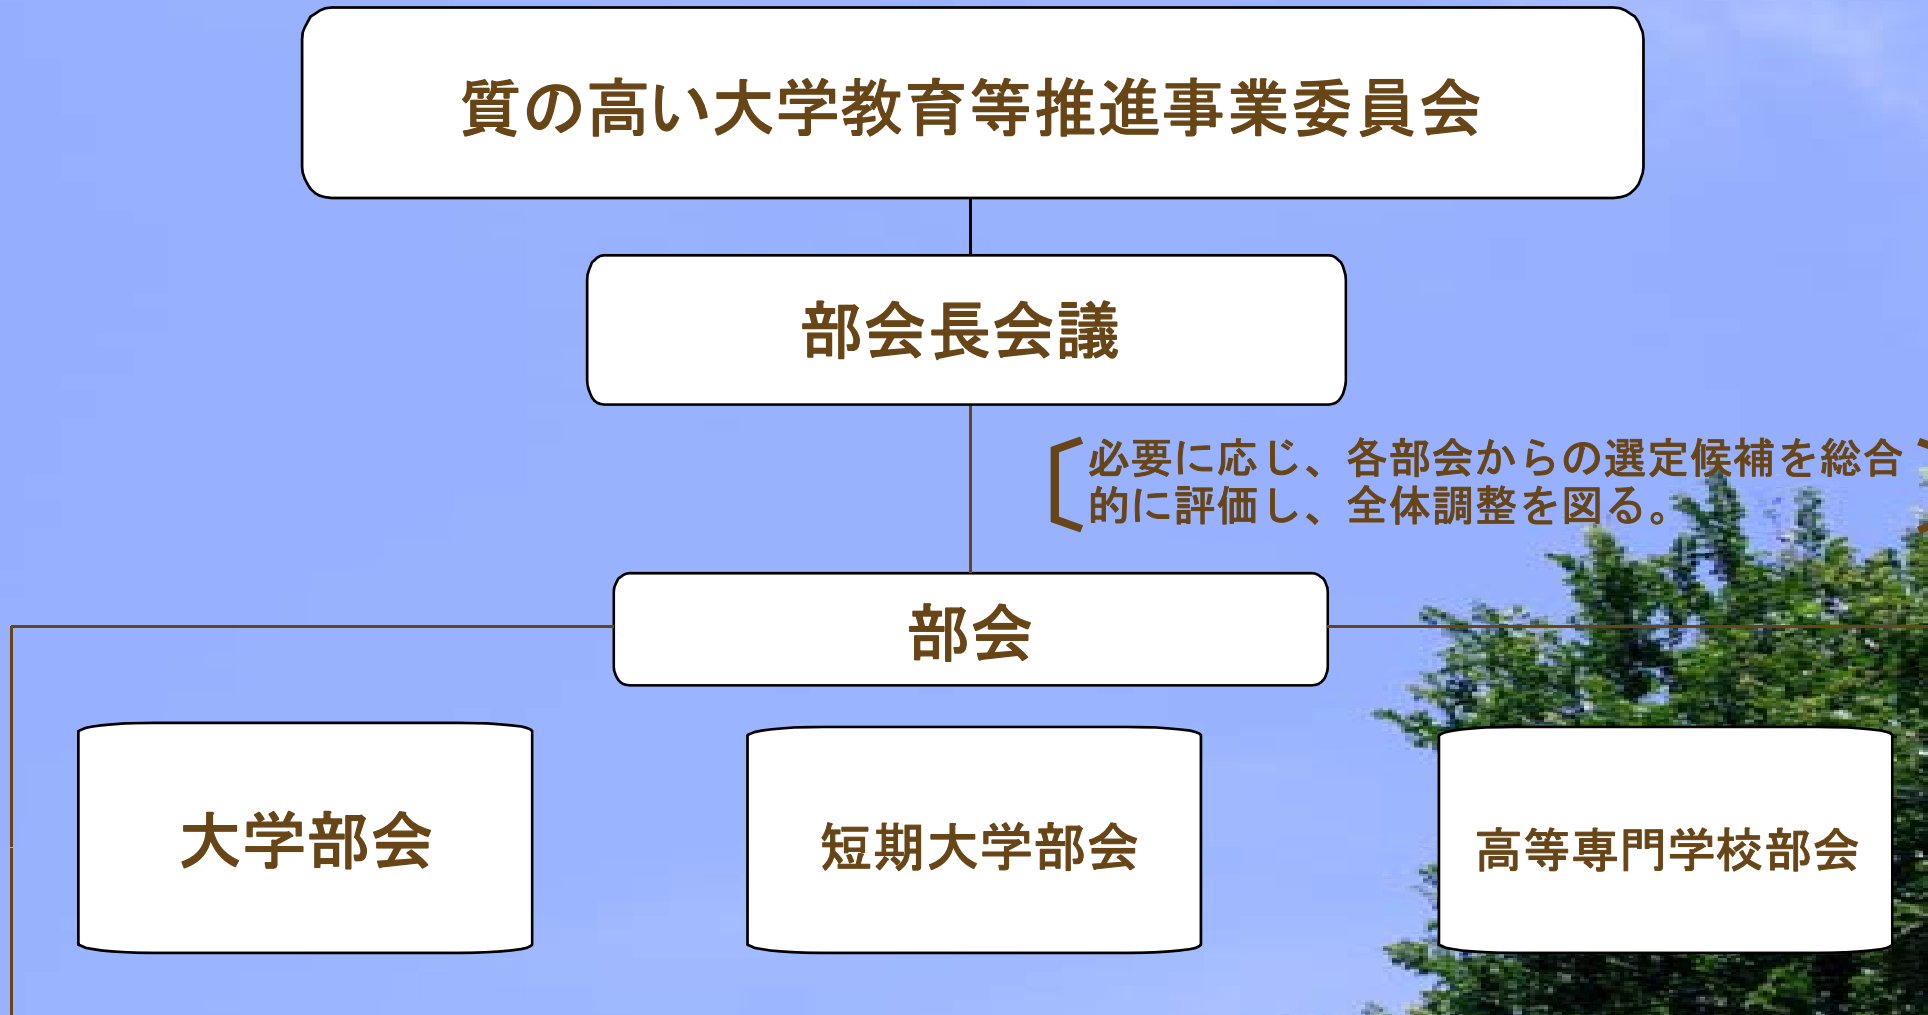 質の高い大学教育等推進事業委員会
部会長会議
必要に応じ、各部会からの選定候補を総合
的に評価し、全体調整を図る。
部会
大学部会
短期大学部会
高等専門学校部会